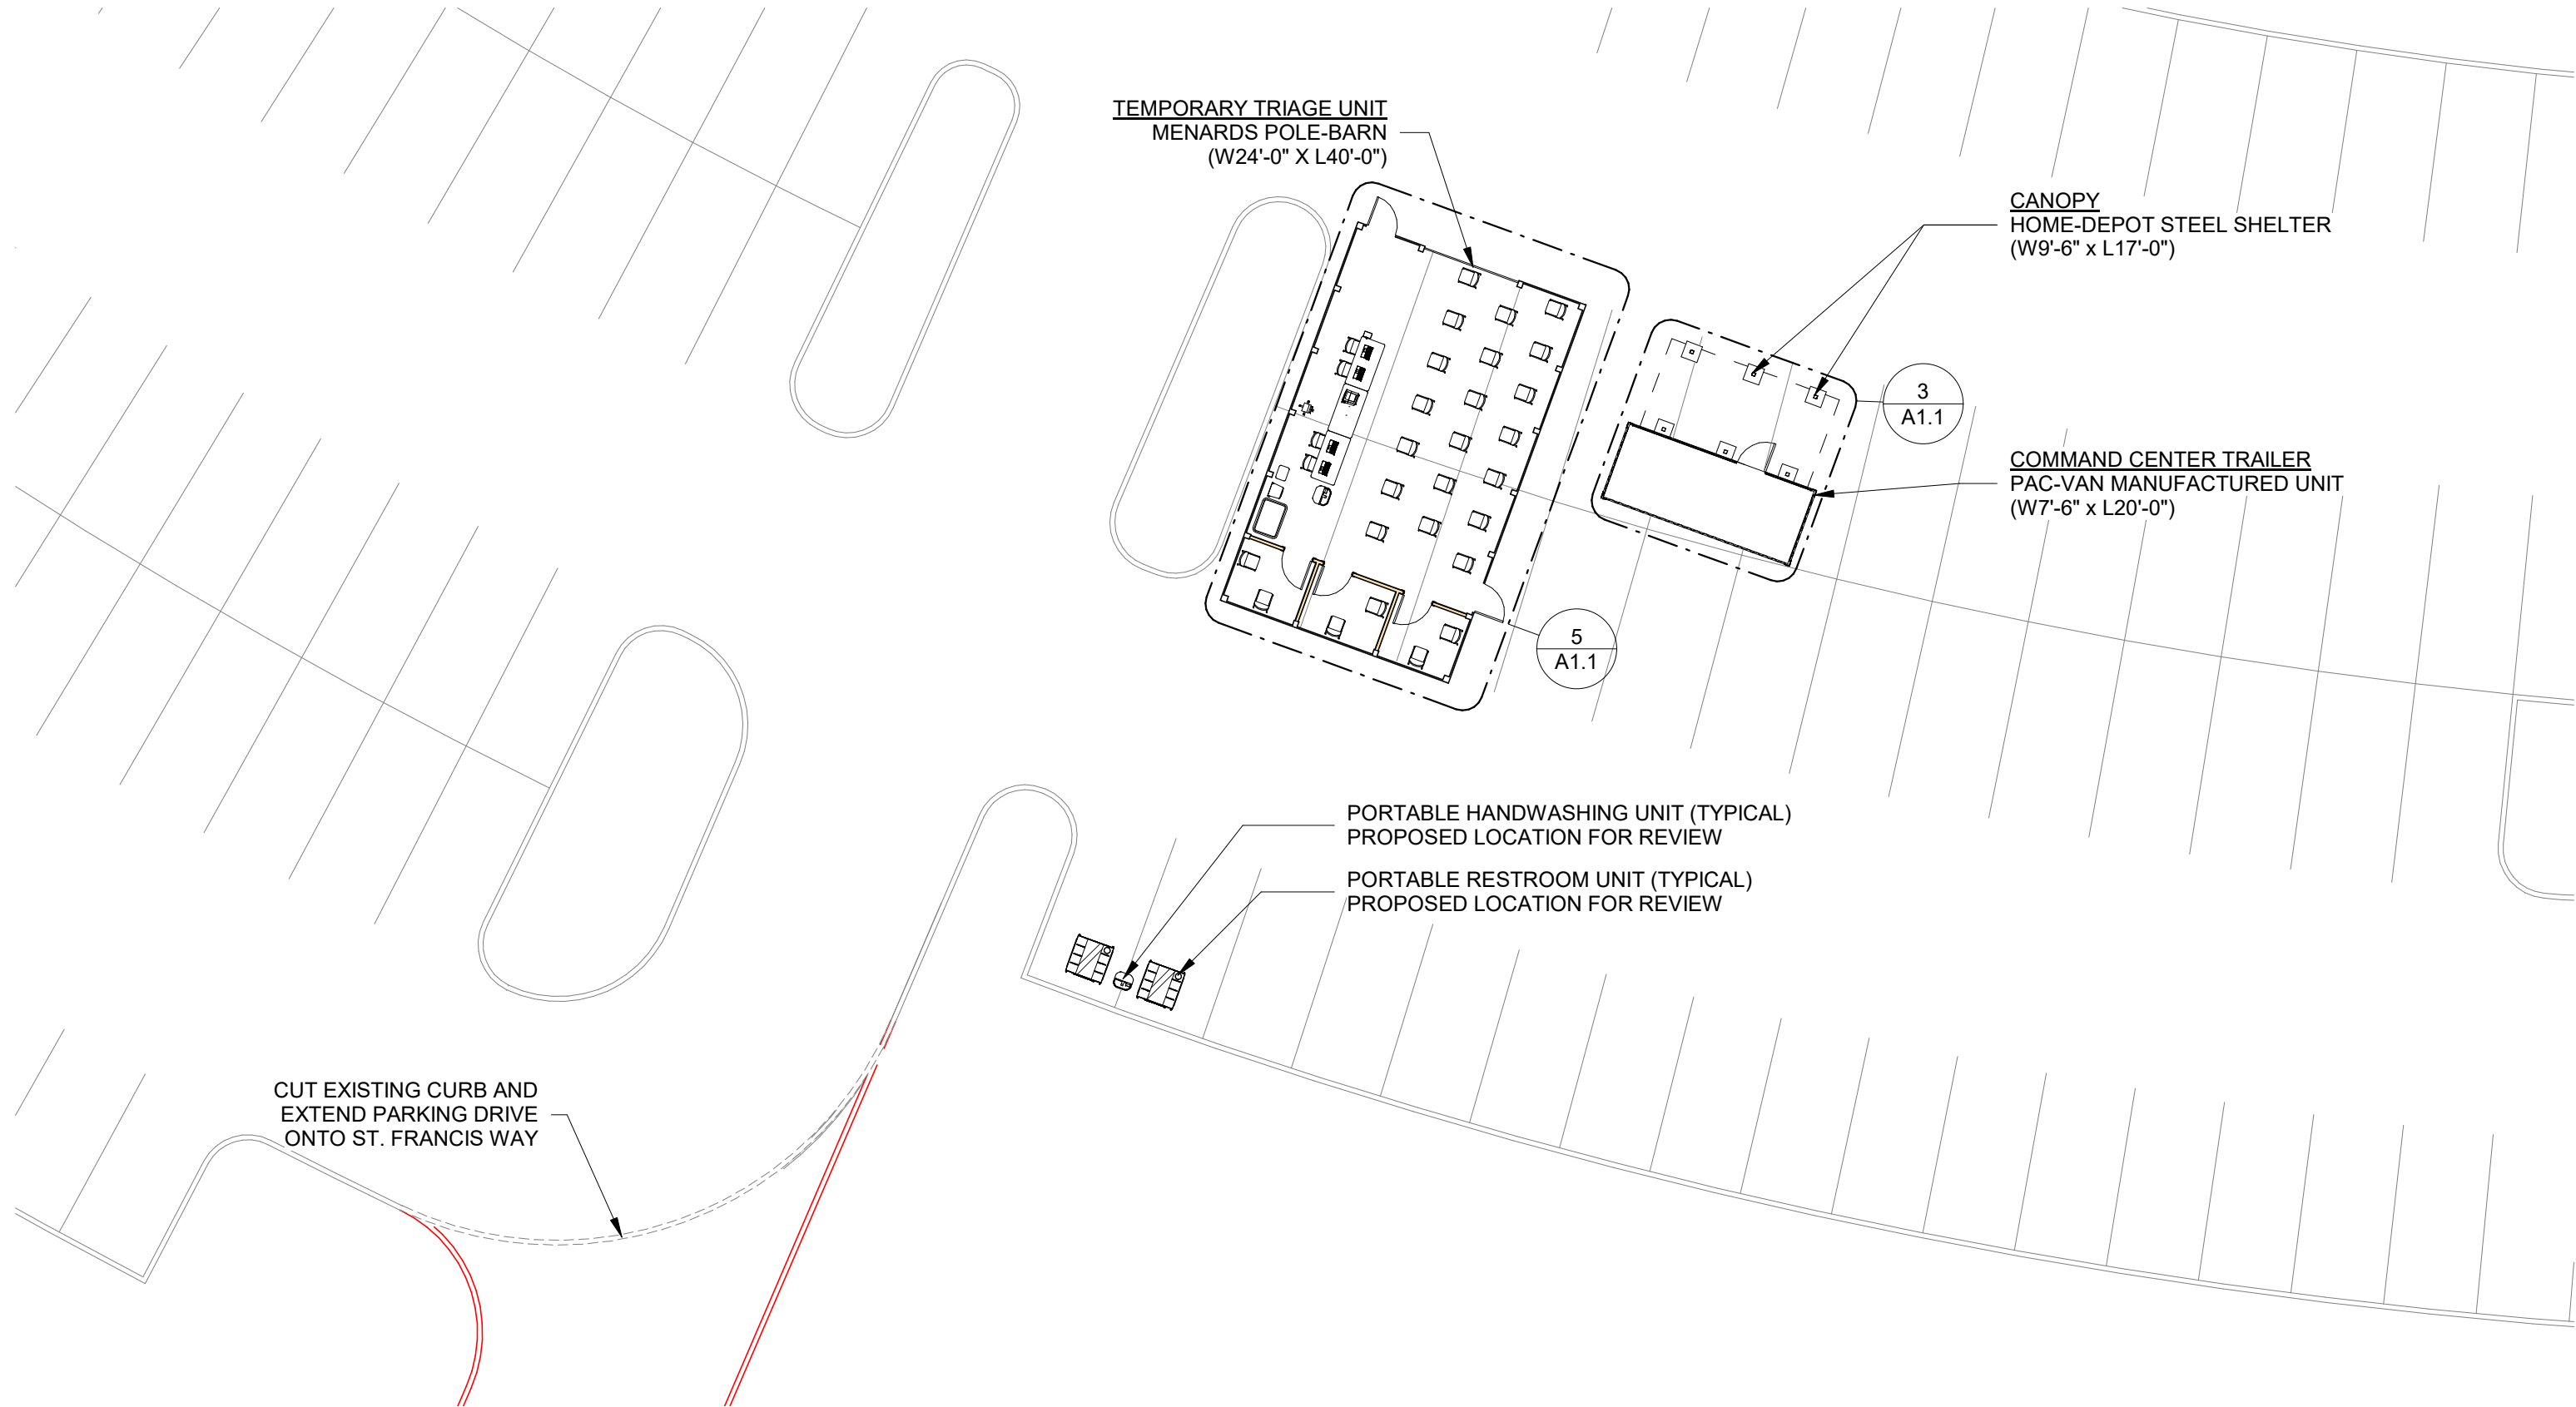 TEMPORARY TRIAGE UNIT
MENARDS POLE-BARN
(W24'-0" X L40'-0")
CANOPY
HOME-DEPOT STEEL SHELTER
(W9'-6" x L17'-0")
3
A1.1
COMMAND CENTER TRAILER
PAC-VAN MANUFACTURED UNIT
(W7'-6" x L20'-0")
5
A1.1
PORTABLE HANDWASHING UNIT (TYPICAL)
PROPOSED LOCATION FOR REVIEW
PORTABLE RESTROOM UNIT (TYPICAL)
PROPOSED LOCATION FOR REVIEW
CUT EXISTING CURB AND
EXTEND PARKING DRIVE
ONTO ST. FRANCIS WAY